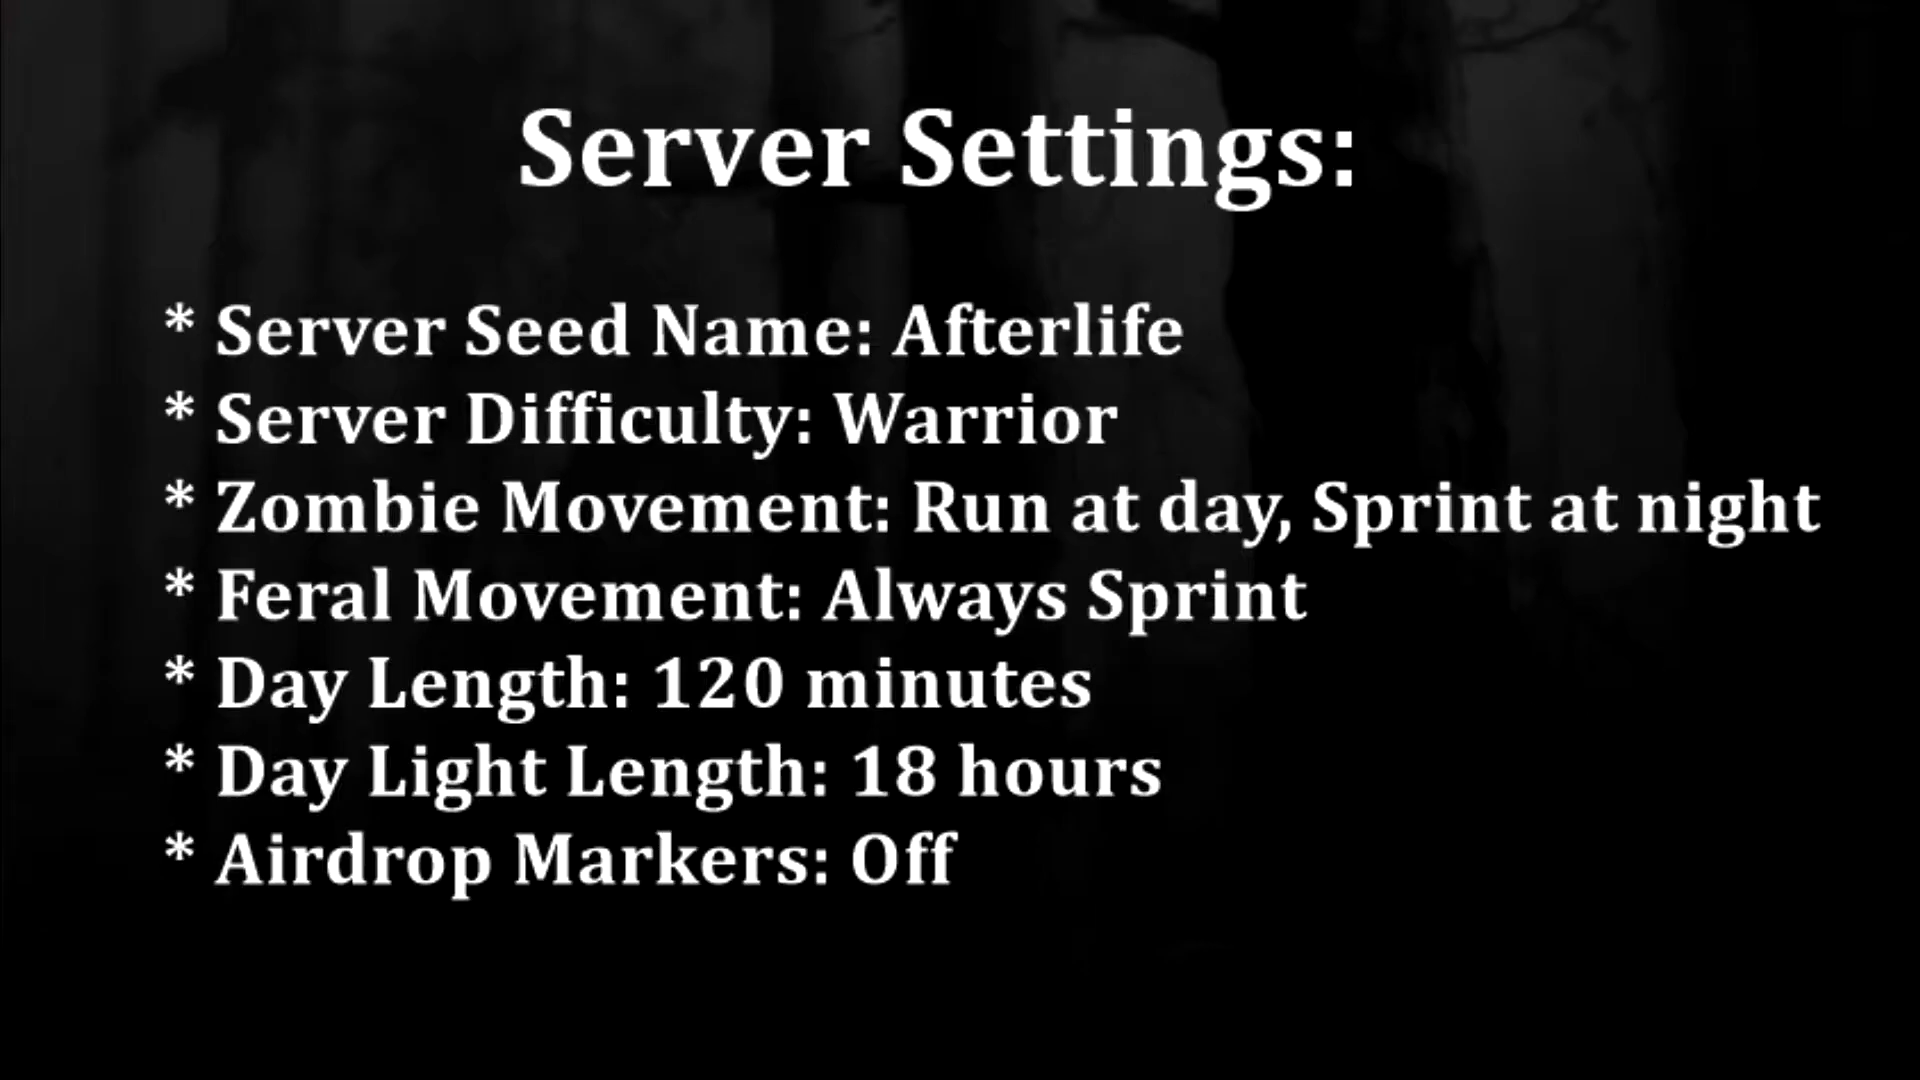 Server Settings:
* Server Seed Name: Afterlife
* Server Difficulty: Warrior
* Zombie Movement: Run at day, Sprint at night
* Feral Movement: Always Sprint
* Day Length: 120 minutes
* Day Light Length: 18 hours
* Airdrop Markers: Off